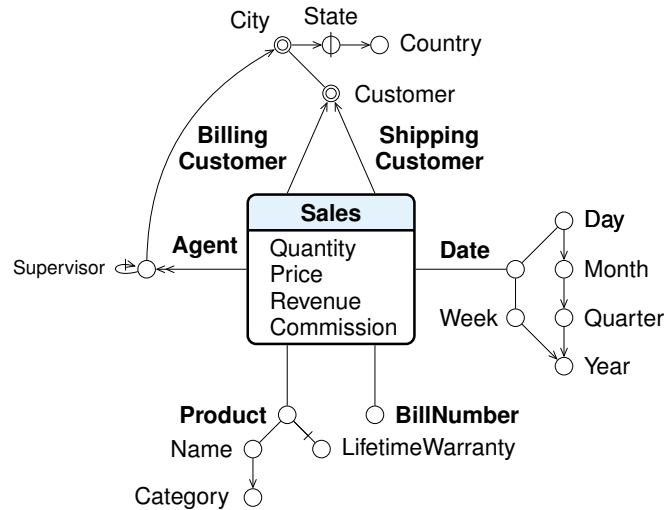 State
City
Country
Customer
Billing
Customer
Shipping
Customer
Sales
Quantity
Price
Revenue
Commission
Agent
Supervisor
Date
Day
Month
Week
Quarter
Year
Product
BillNumber
Name
LifetimeWarranty
Category